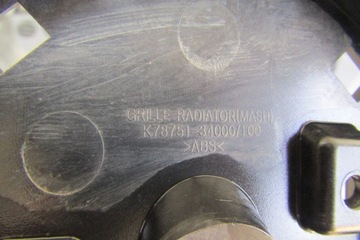 GRILLE RADIATOR(MASH)
K78751-34000/100
>ABS<